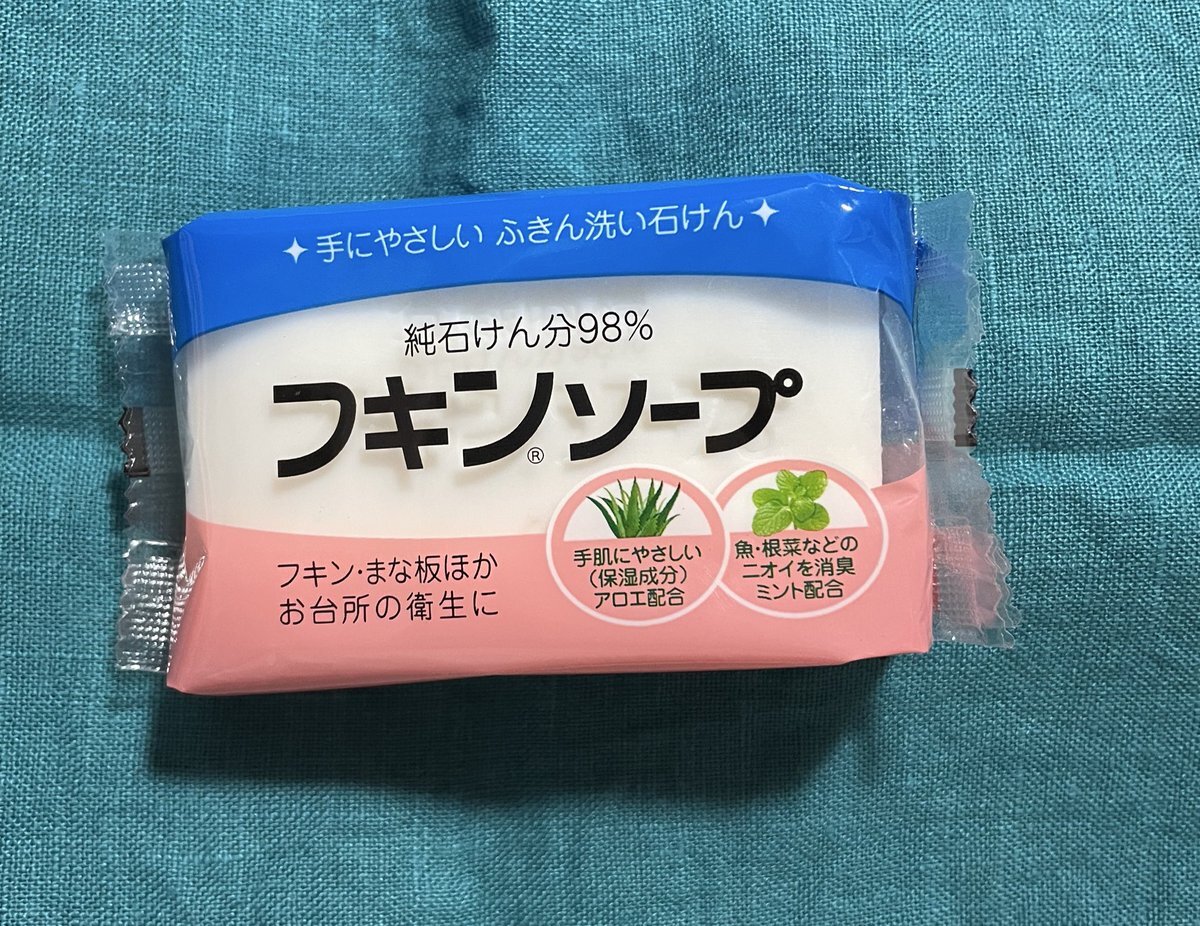 ✦手にやさしい ふきん洗い石けん✦
純石けん分98%
フキンソープ®
フキン・まな板ほか
お台所の衛生に
手肌にやさしい
(保湿成分)
アロエ配合
魚・根菜などの
ニオイを消臭
ミント配合